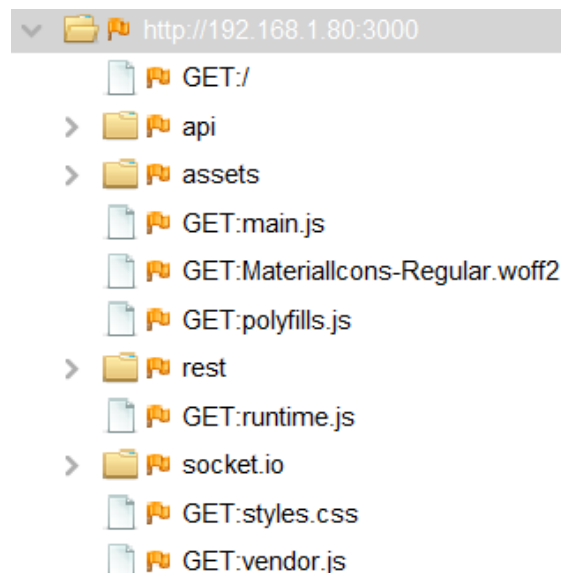 http://192.168.1.80:3000
GET:/
api
assets
GET:main.js
GET:MaterialIcons-Regular.woff2
GET:polyfills.js
rest
GET:runtime.js
socket.io
GET:styles.css
GET:vendor.js